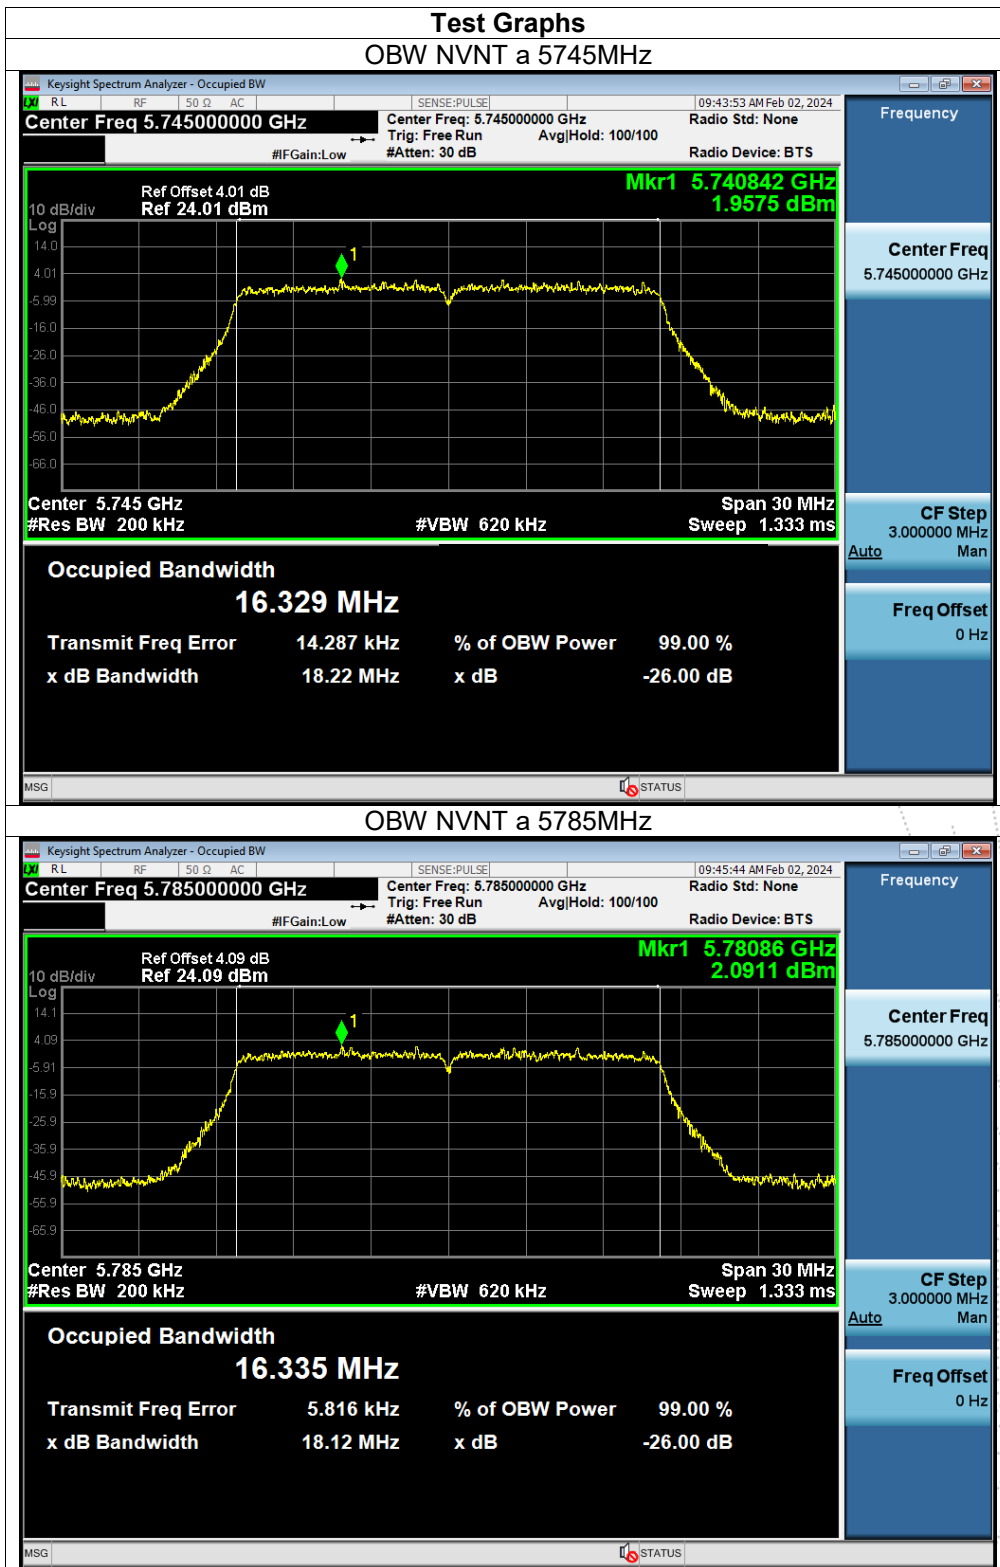 Test Graphs
OBW NVNT a 5745MHz
Keysight Spectrum Analyzer - Occupied BW
LXI RL RF 50 Ω AC SENSE:PULSE 09:43:53 AM Feb 02, 2024
Center Freq 5.745000000 GHz
Center Freq: 5.745000000 GHz Radio Std: None
Trig: Free Run Avg|Hold: 100/100
#IFGain:Low #Atten: 30 dB Radio Device: BTS
Frequency
Mkr1 5.740842 GHz
1.9575 dBm
Ref Offset 4.01 dB
10 dB/div Ref 24.01 dBm
Log
14.0
4.01
-5.99
-16.0
-26.0
-36.0
-46.0
-56.0
-66.0
1
Center 5.745 GHz Span 30 MHz
#Res BW 200 kHz #VBW 620 kHz Sweep 1.333 ms
Center Freq
5.745000000 GHz
CF Step
3.000000 MHz
Auto Man
Freq Offset
0 Hz
Occupied Bandwidth
16.329 MHz
Transmit Freq Error 14.287 kHz % of OBW Power 99.00 %
x dB Bandwidth 18.22 MHz x dB -26.00 dB
MSG STATUS
OBW NVNT a 5785MHz
Keysight Spectrum Analyzer - Occupied BW
LXI RL RF 50 Ω AC SENSE:PULSE 09:45:44 AM Feb 02, 2024
Center Freq 5.785000000 GHz
Center Freq: 5.785000000 GHz Radio Std: None
Trig: Free Run Avg|Hold: 100/100
#IFGain:Low #Atten: 30 dB Radio Device: BTS
Frequency
Mkr1 5.78086 GHz
2.0911 dBm
Ref Offset 4.09 dB
10 dB/div Ref 24.09 dBm
Log
14.1
4.09
-5.91
-15.9
-25.9
-35.9
-45.9
-55.9
-65.9
1
Center 5.785 GHz Span 30 MHz
#Res BW 200 kHz #VBW 620 kHz Sweep 1.333 ms
Center Freq
5.785000000 GHz
CF Step
3.000000 MHz
Auto Man
Freq Offset
0 Hz
Occupied Bandwidth
16.335 MHz
Transmit Freq Error 5.816 kHz % of OBW Power 99.00 %
x dB Bandwidth 18.12 MHz x dB -26.00 dB
MSG STATUS